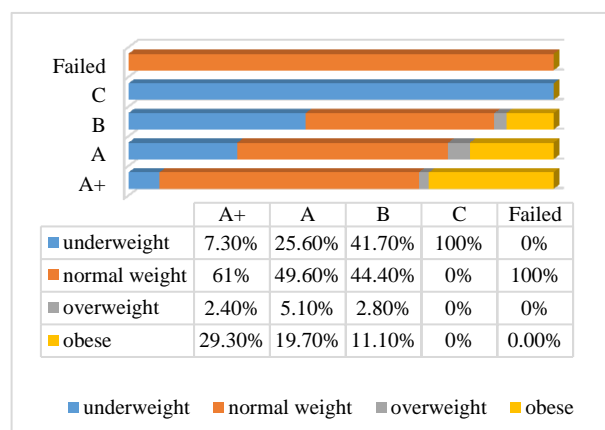 Failed
C
B
A
A+
A+ A B C Failed
underweight 7.30% 25.60% 41.70% 100% 0%
normal weight 61% 49.60% 44.40% 0% 100%
overweight 2.40% 5.10% 2.80% 0% 0%
obese 29.30% 19.70% 11.10% 0% 0.00%
underweight normal weight overweight obese